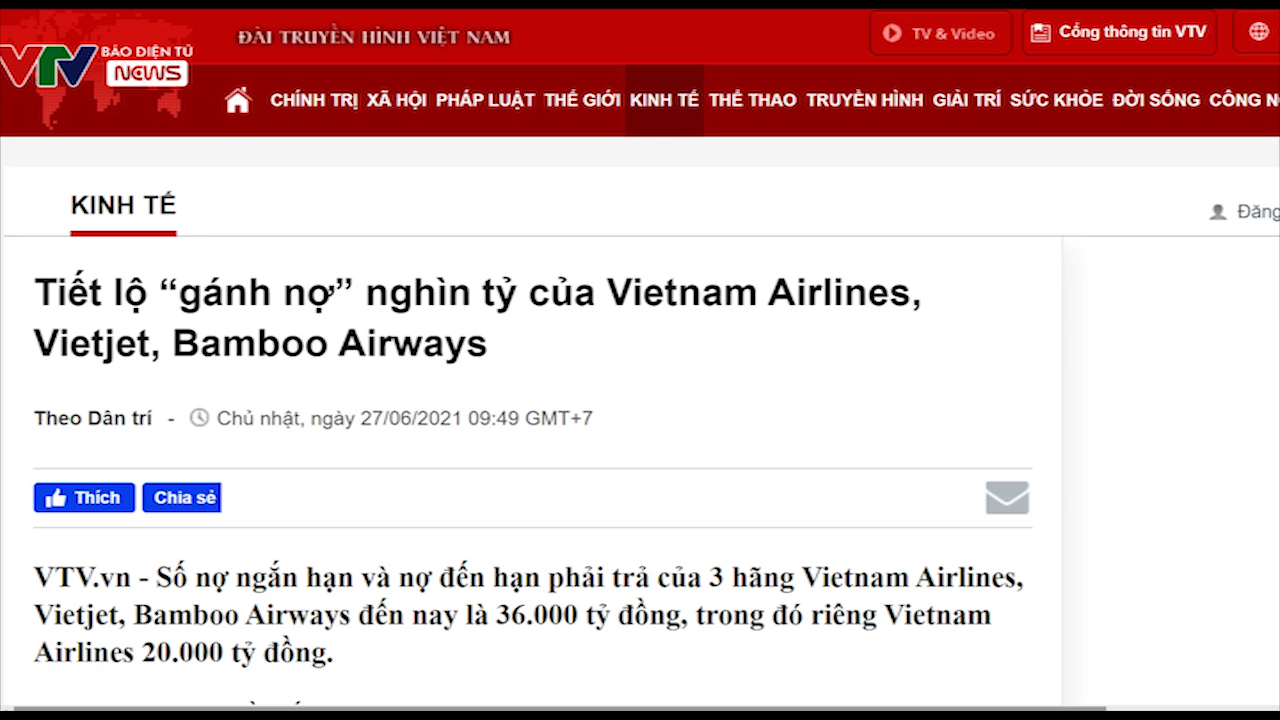 ĐÀI TRUYỀN HÌNH VIỆT NAM
TV & Video
Cổng thông tin VTV
VTV BÁO ĐIỆN TỬ
NEWS
CHÍNH TRỊ XÃ HỘI PHÁP LUẬT THẾ GIỚI KINH TẾ THỂ THAO TRUYỀN HÌNH GIẢI TRÍ SỨC KHỎE ĐỜI SỐNG CÔNG N
KINH TẾ
Đăng
Tiết lộ “gánh nợ” nghìn tỷ của Vietnam Airlines,
Vietjet, Bamboo Airways
Theo Dân trí - Chủ nhật, ngày 27/06/2021 09:49 GMT+7
Thích Chia sẻ
VTV.vn - Số nợ ngắn hạn và nợ đến hạn phải trả của 3 hãng Vietnam Airlines,
Vietjet, Bamboo Airways đến nay là 36.000 tỷ đồng, trong đó riêng Vietnam
Airlines 20.000 tỷ đồng.